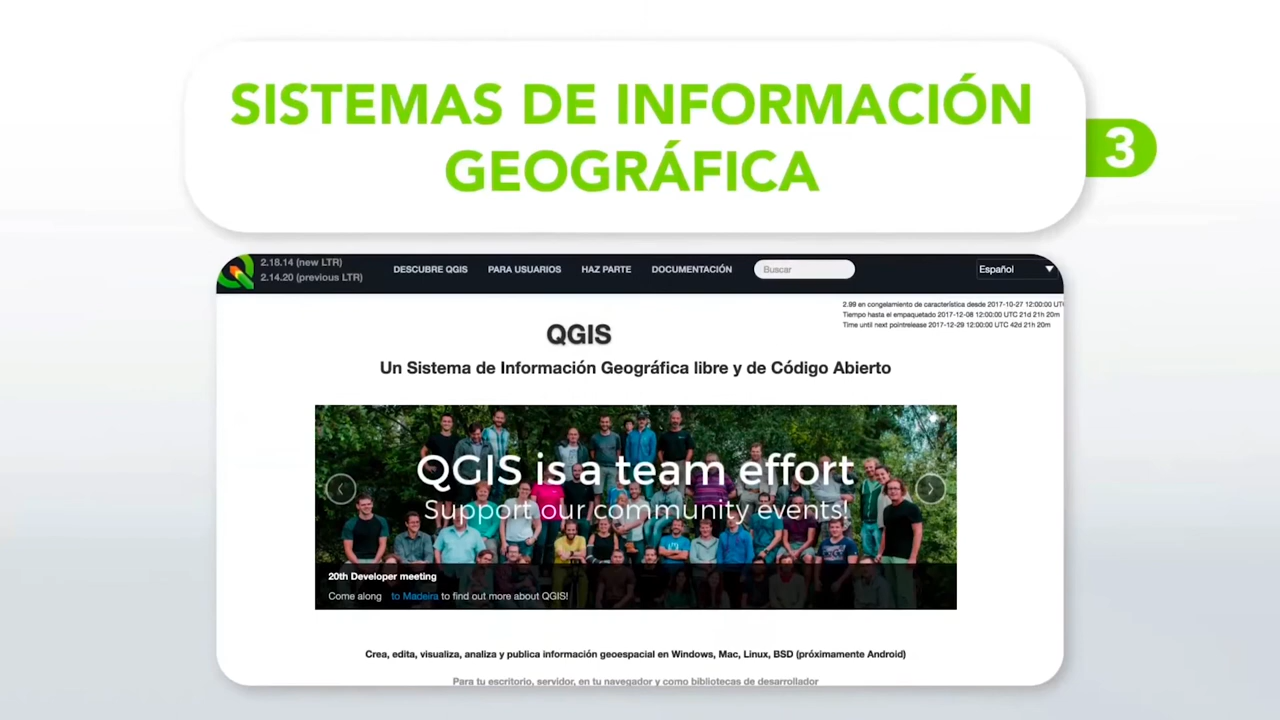 SISTEMAS DE INFORMACIÓN
GEOGRÁFICA
3
2.18.14 (new LTR)
2.14.20 (previous LTR)
DESCUBRE QGIS PARA USUARIOS HAZ PARTE DOCUMENTACIÓN Buscar Español
2.99 en congelamiento de característica desde 2017-10-27 12:00:00 UT
Tiempo hasta el empaquetado 2017-12-08 12:00:00 UTC 21d 21h 20m
Time until next pointrelease 2017-12-29 12:00:00 UTC 42d 21h 20m
QGIS
Un Sistema de Información Geográfica libre y de Código Abierto
QGIS is a team effort
Support our community events!
20th Developer meeting
Come along to Madeira to find out more about QGIS!
Crea, edita, visualiza, analiza y publica información geoespacial en Windows, Mac, Linux, BSD (próximamente Android)
Para tu escritorio, servidor, en tu navegador y como bibliotecas de desarrollador